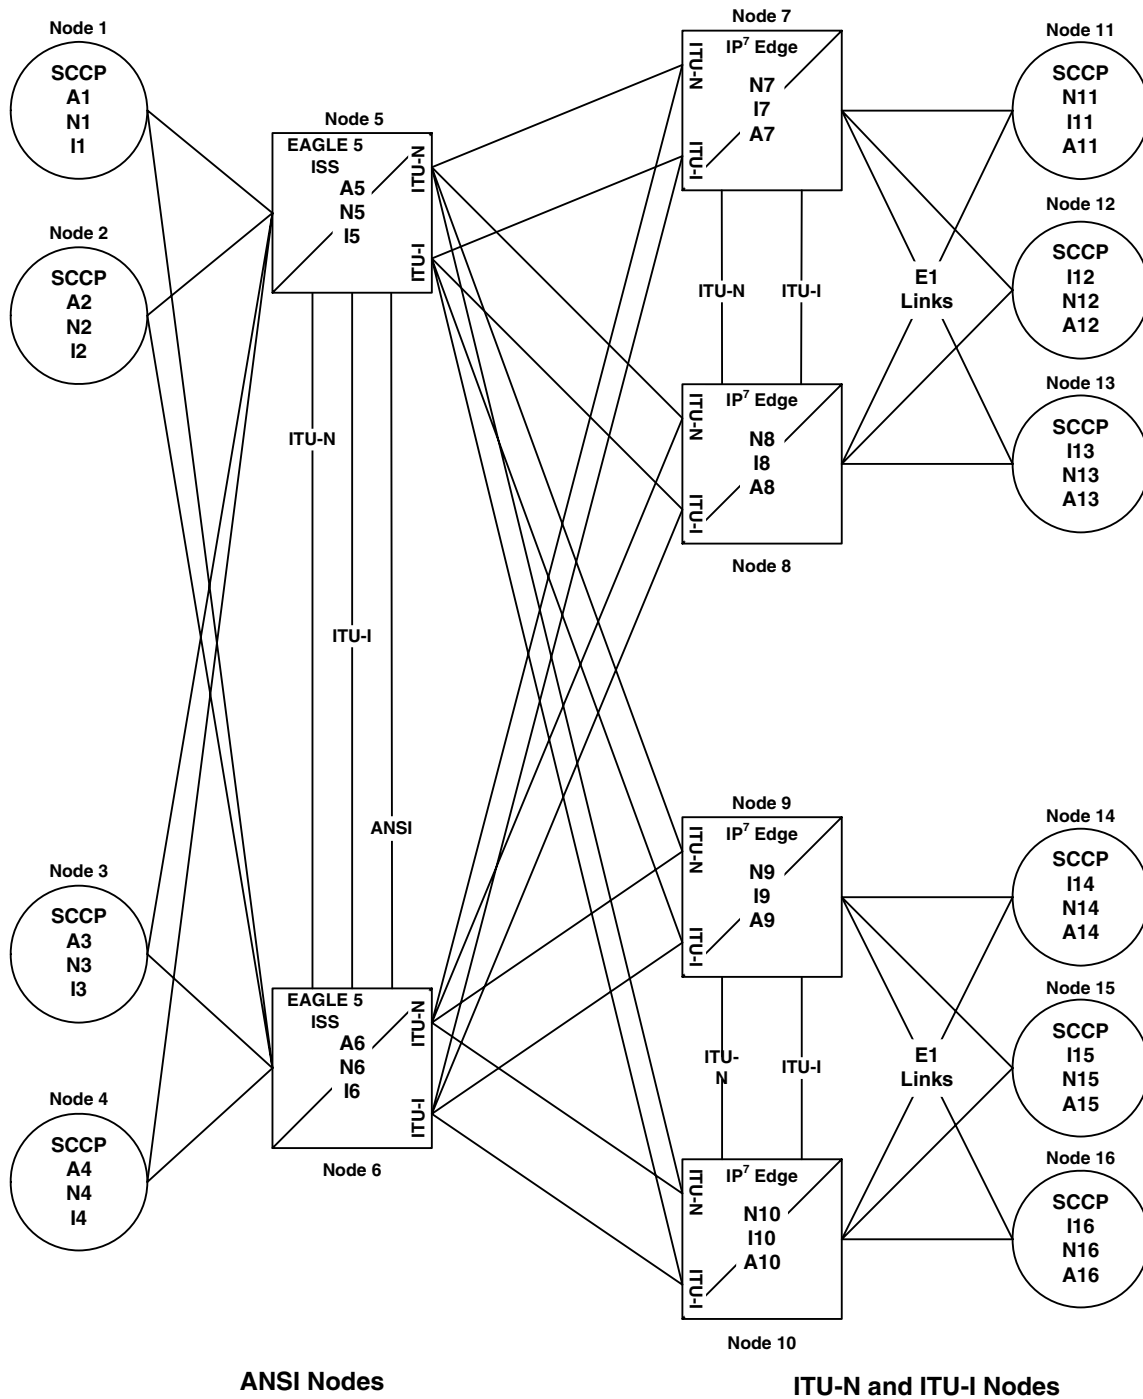 Node 1
SCCP
A1
N1
I1
Node 2
SCCP
A2
N2
I2
Node 3
SCCP
A3
N3
I3
Node 4
SCCP
A4
N4
I4
Node 5
EAGLE 5
ISS
A5
N5
I5
ITU-N
ITU-I
ITU-N
ITU-I
ANSI
EAGLE 5
ISS
A6
N6
I6
ITU-N
ITU-I
Node 6
Node 7
IP7 Edge
N7
I7
A7
ITU-N
ITU-I
ITU-N
ITU-I
IP7 Edge
N8
I8
A8
ITU-N
ITU-I
Node 8
Node 9
IP7 Edge
N9
I9
A9
ITU-N
ITU-I
ITU-
N
ITU-I
IP7 Edge
N10
I10
A10
ITU-N
ITU-I
Node 10
E1
Links
E1
Links
Node 11
SCCP
N11
I11
A11
Node 12
SCCP
I12
N12
A12
Node 13
SCCP
I13
N13
A13
Node 14
SCCP
I14
N14
A14
Node 15
SCCP
I15
N15
A15
Node 16
SCCP
I16
N16
A16
ANSI Nodes
ITU-N and ITU-I Nodes